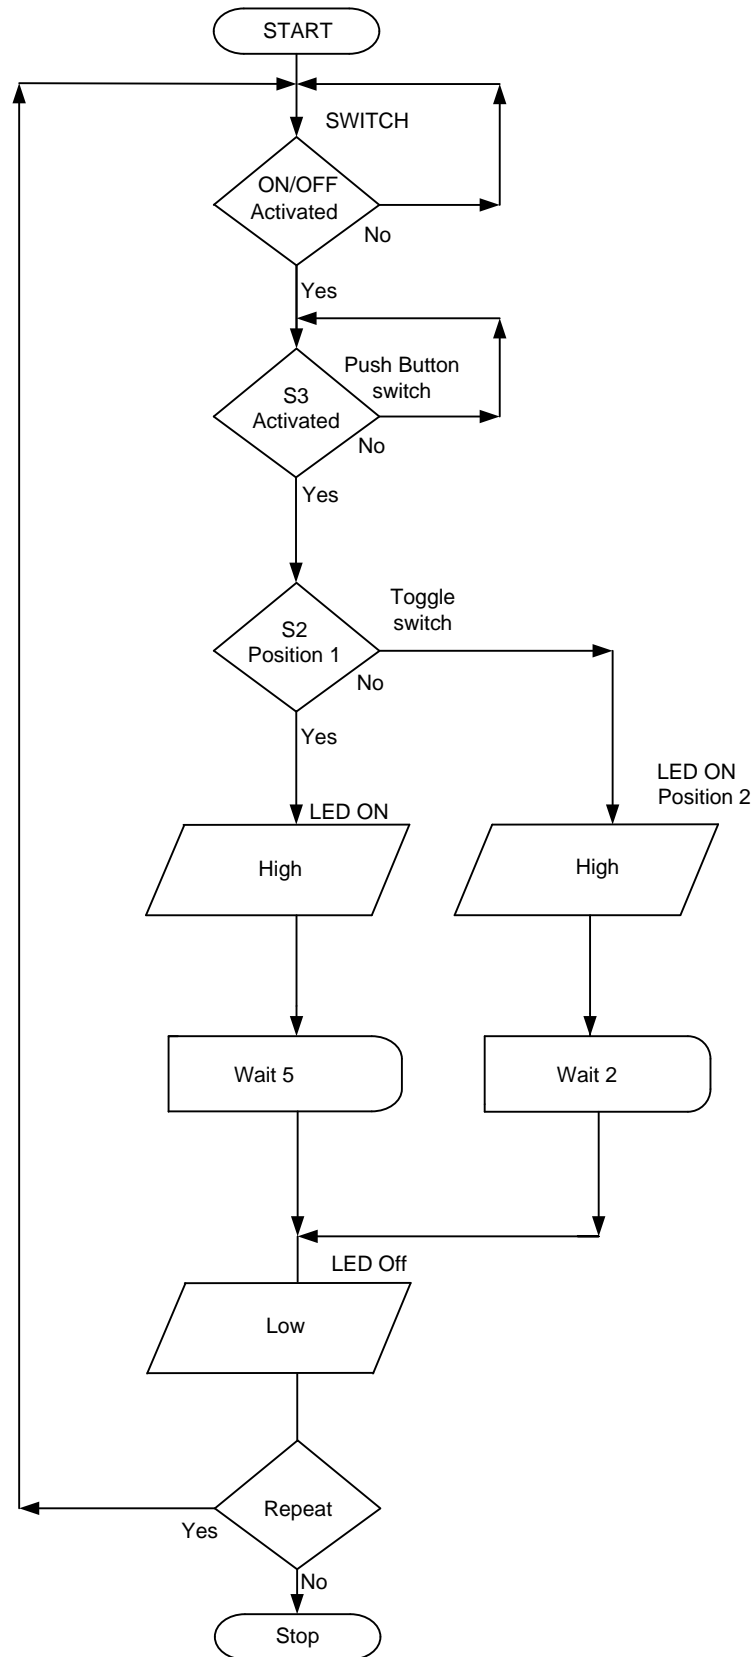 START
SWITCH
ON/OFF
Activated
No
Yes
Push Button
switch
S3
Activated
No
Yes
Toggle
switch
S2
Position 1
No
Yes
LED ON
Position 2
LED ON
High
High
Wait 5
Wait 2
LED Off
Low
Repeat
Yes
No
Stop